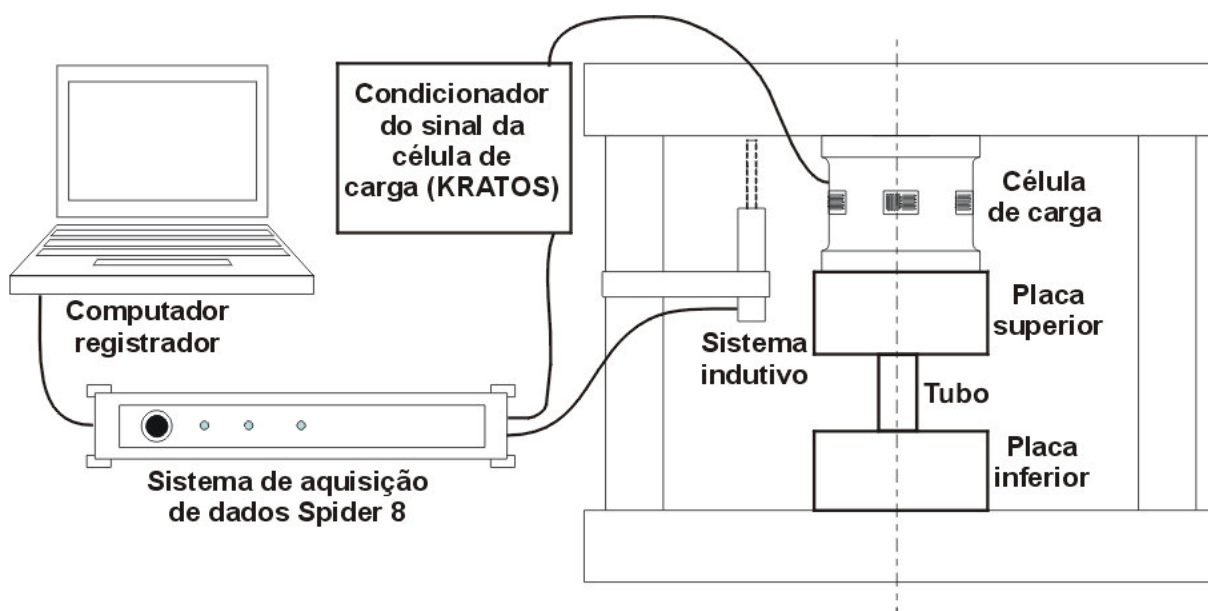 Condicionador
do sinal da
célula de
carga (KRATOS)
Célula
de carga
Placa
superior
Computador
registrador
Sistema
indutivo
Tubo
Placa
inferior
Sistema de aquisição
de dados Spider 8